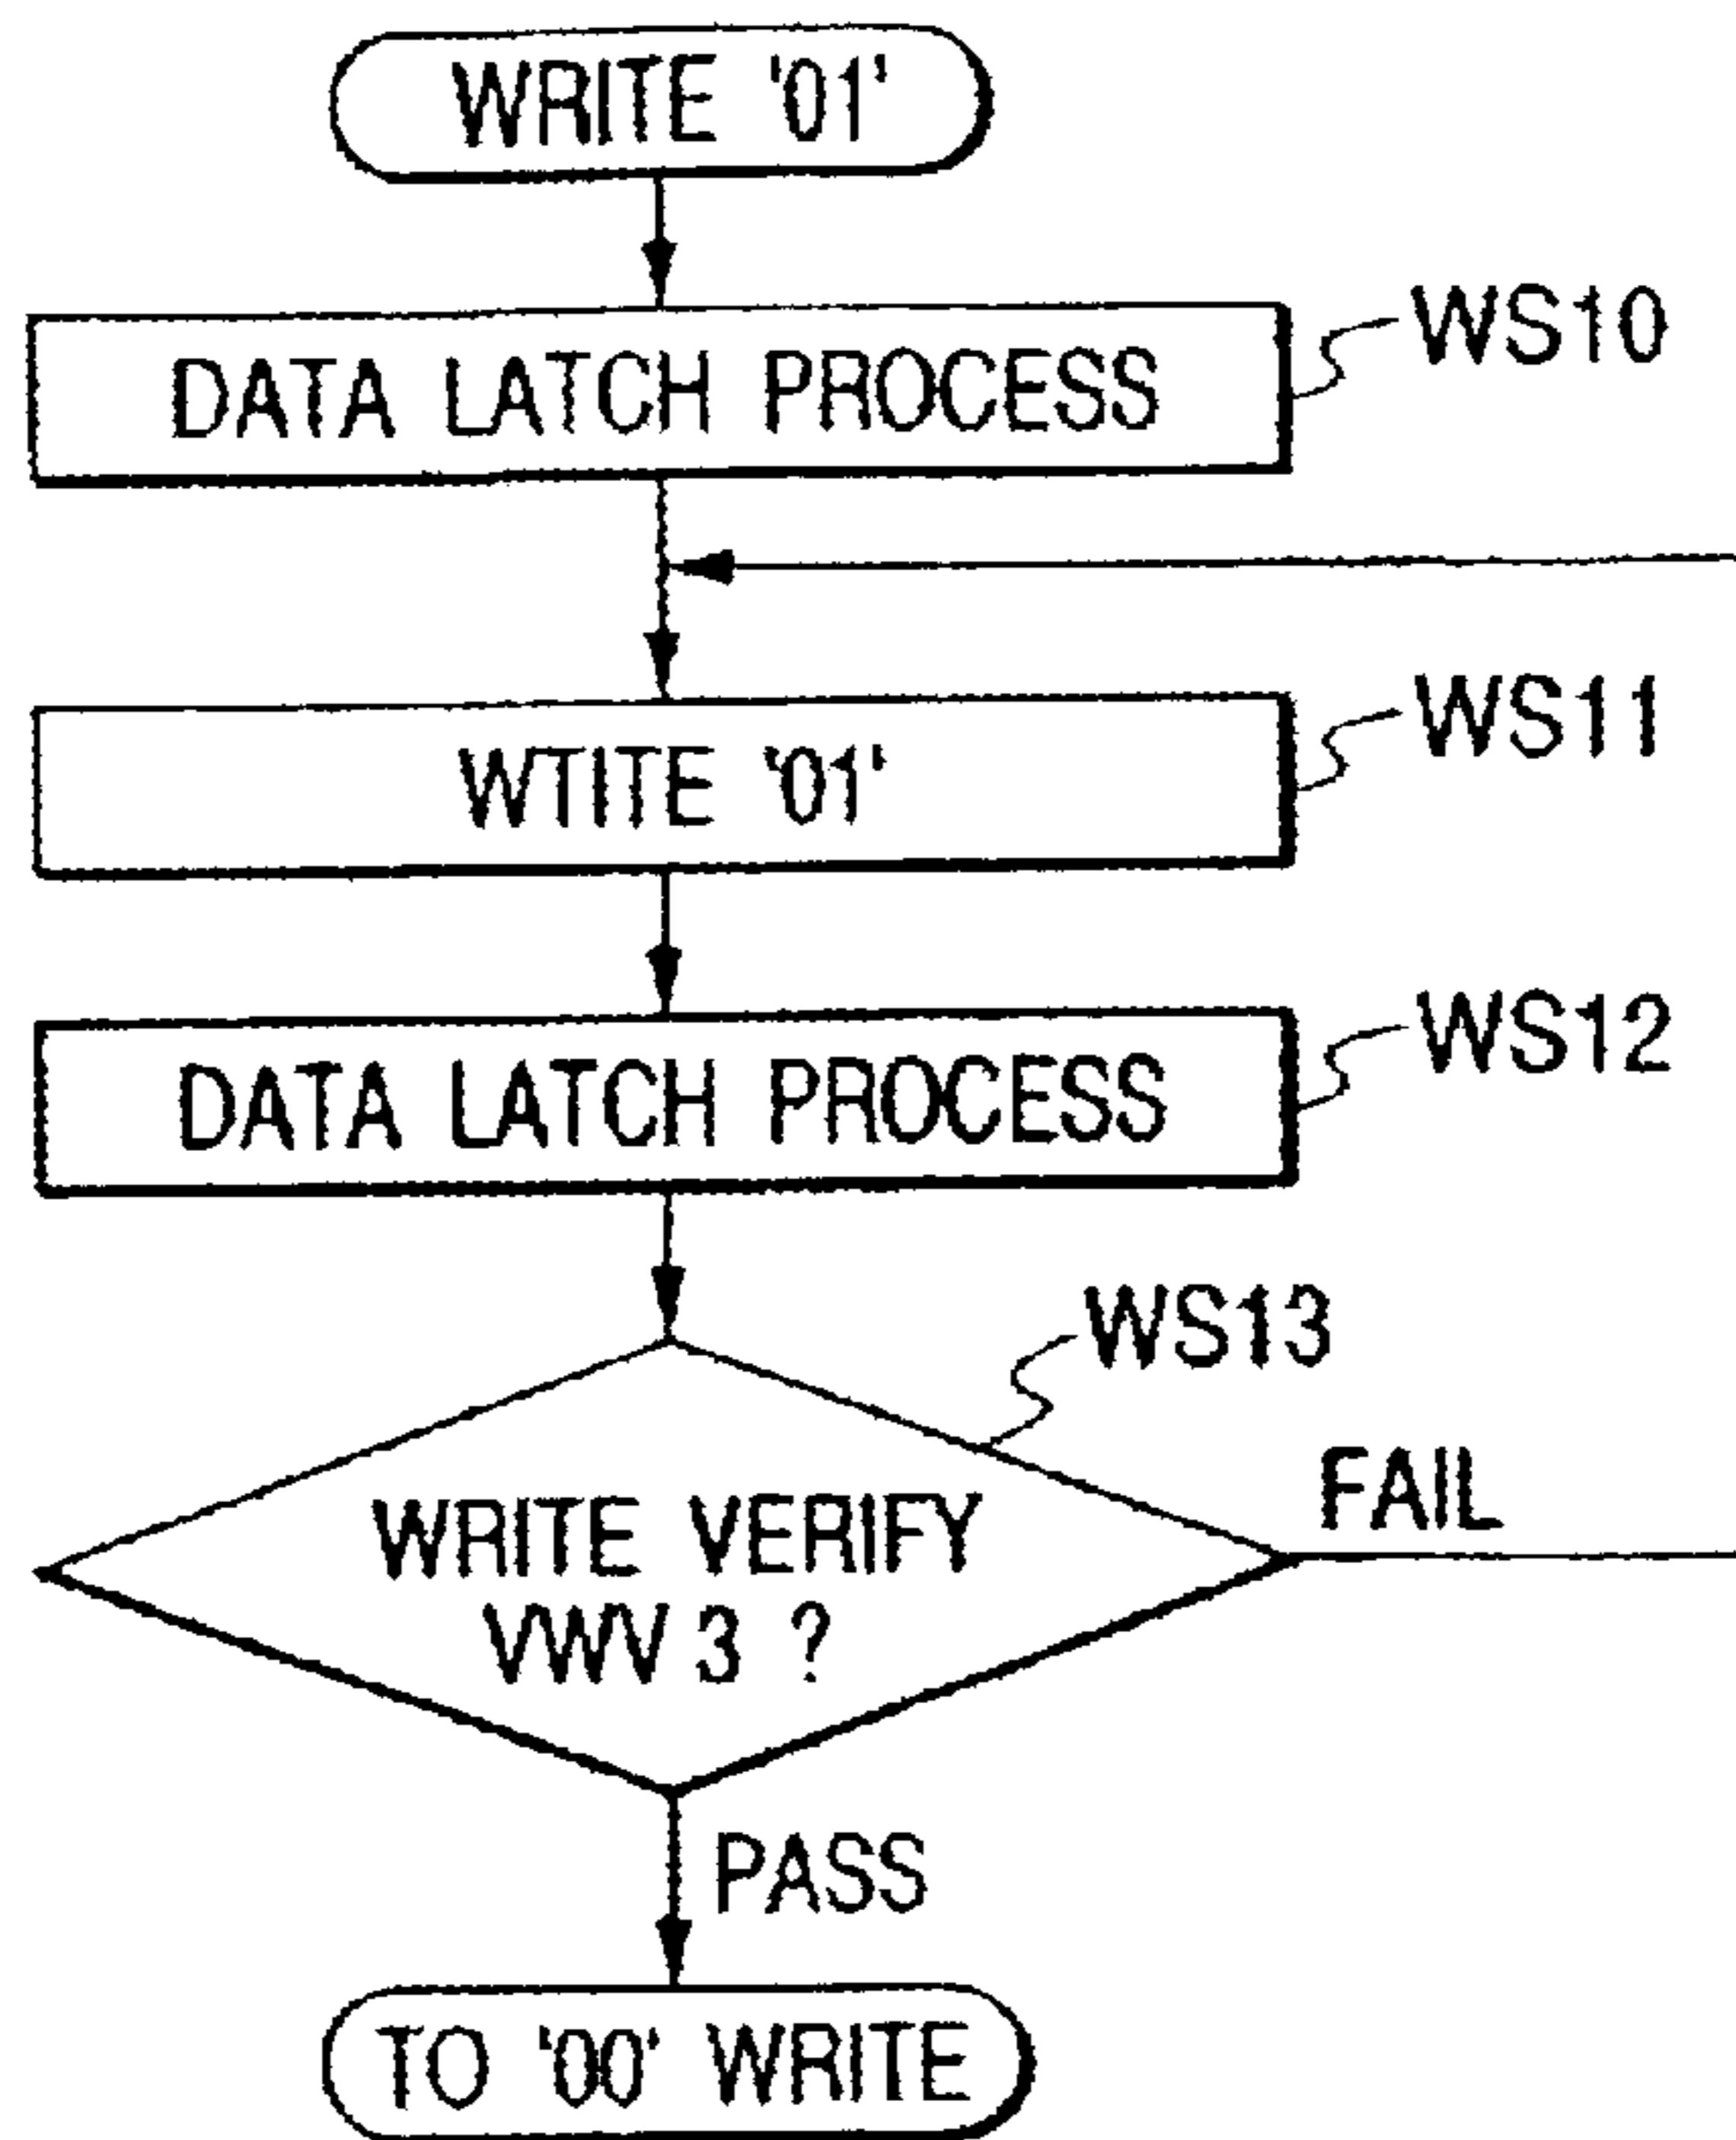 WRITE '01'
DATA LATCH PROCESS
WS10
WTITE '01'
WS11
DATA LATCH PROCESS
WS12
WS13
WRITE VERIFY
VWV 3 ?
FAIL
PASS
TO '00' WRITE